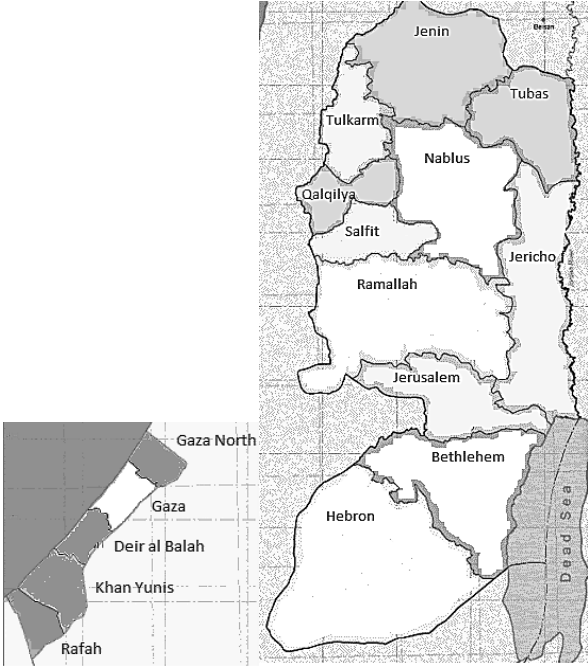 Jenin
Beisan
Tubas
Tulkarm
Nablus
Qalqilya
Salfit
Jericho
Ramallah
Jerusalem
Gaza North
Bethlehem
Gaza
Hebron
Deir al Balah
Dead Sea
Khan Yunis
Rafah